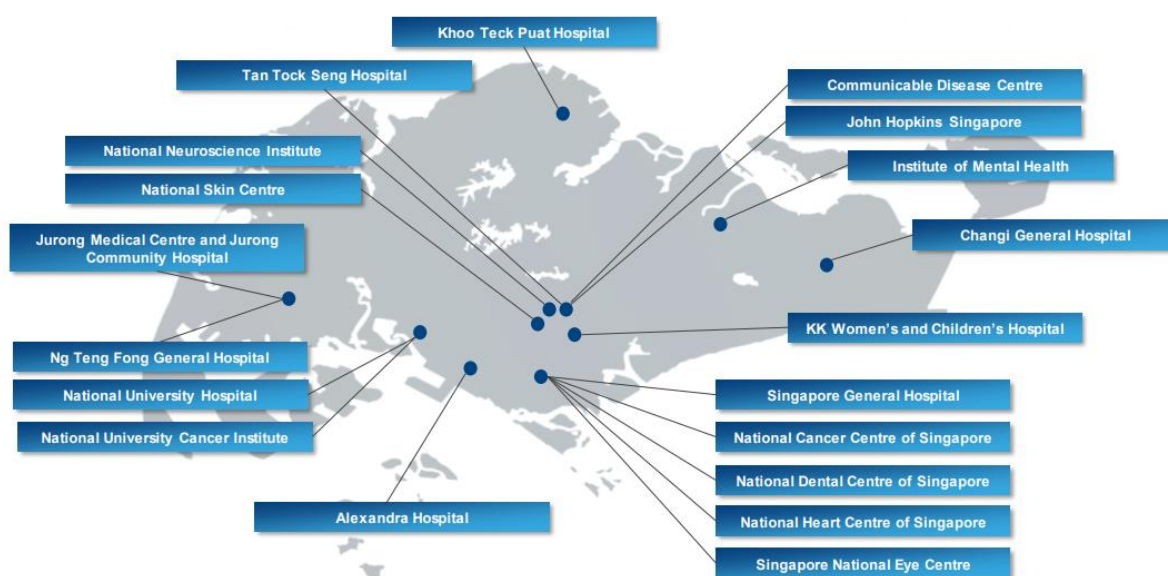 Khoo Teck Puat Hospital
Tan Tock Seng Hospital
Communicable Disease Centre
John Hopkins Singapore
National Neuroscience Institute
Institute of Mental Health
National Skin Centre
Jurong Medical Centre and Jurong
Community Hospital
Changi General Hospital
KK Women's and Children's Hospital
Ng Teng Fong General Hospital
National University Hospital
Singapore General Hospital
National University Cancer Institute
National Cancer Centre of Singapore
National Dental Centre of Singapore
Alexandra Hospital
National Heart Centre of Singapore
Singapore National Eye Centre